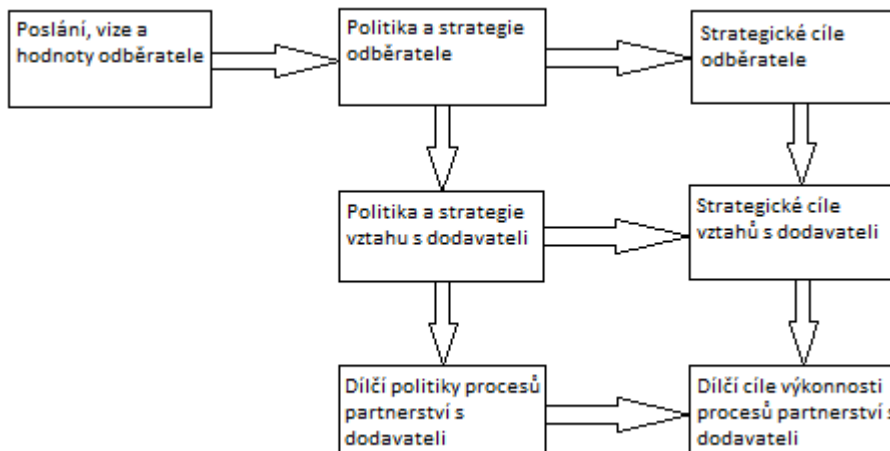 Poslání, vize a
hodnoty odběratele
Politika a strategie
odběratele
Strategické cíle
odběratele
Politika a strategie
vztahu s dodavateli
Strategické cíle
vztahů s dodavateli
Dílčí politiky procesů
partnerství s
dodavateli
Dílčí cíle výkonnosti
procesů partnerství s
dodavateli